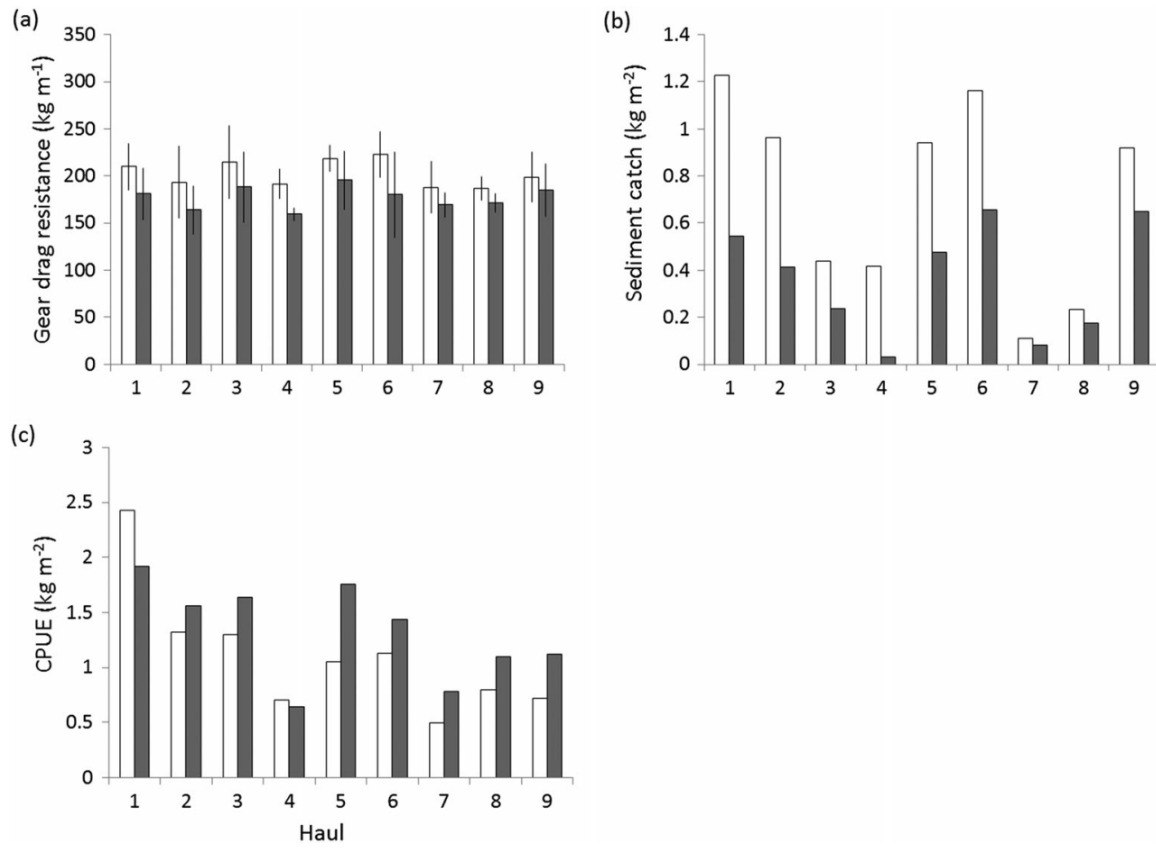 (a)
Gear drag resistance (kg m⁻¹)
350
300
250
200
150
100
50
0
1 2 3 4 5 6 7 8 9
(b)
Sediment catch (kg m⁻²)
1.4
1.2
1
0.8
0.6
0.4
0.2
0
1 2 3 4 5 6 7 8 9
(c)
CPUE (kg m⁻²)
3
2.5
2
1.5
1
0.5
0
1 2 3 4 5 6 7 8 9
Haul